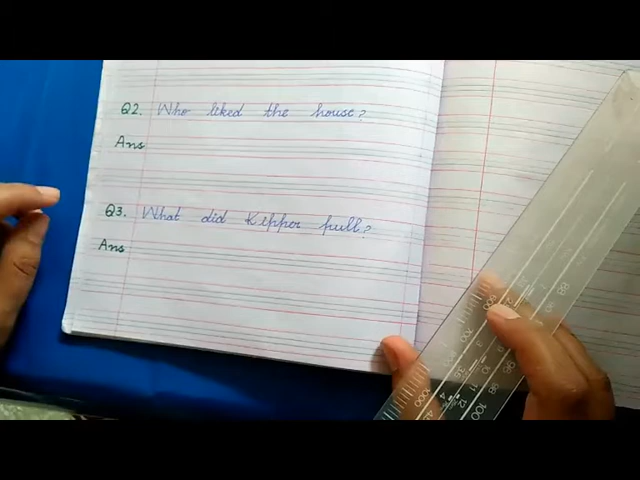 Q2. Who liked the house?
Ans
Q3. What did Kipper pull?
Ans